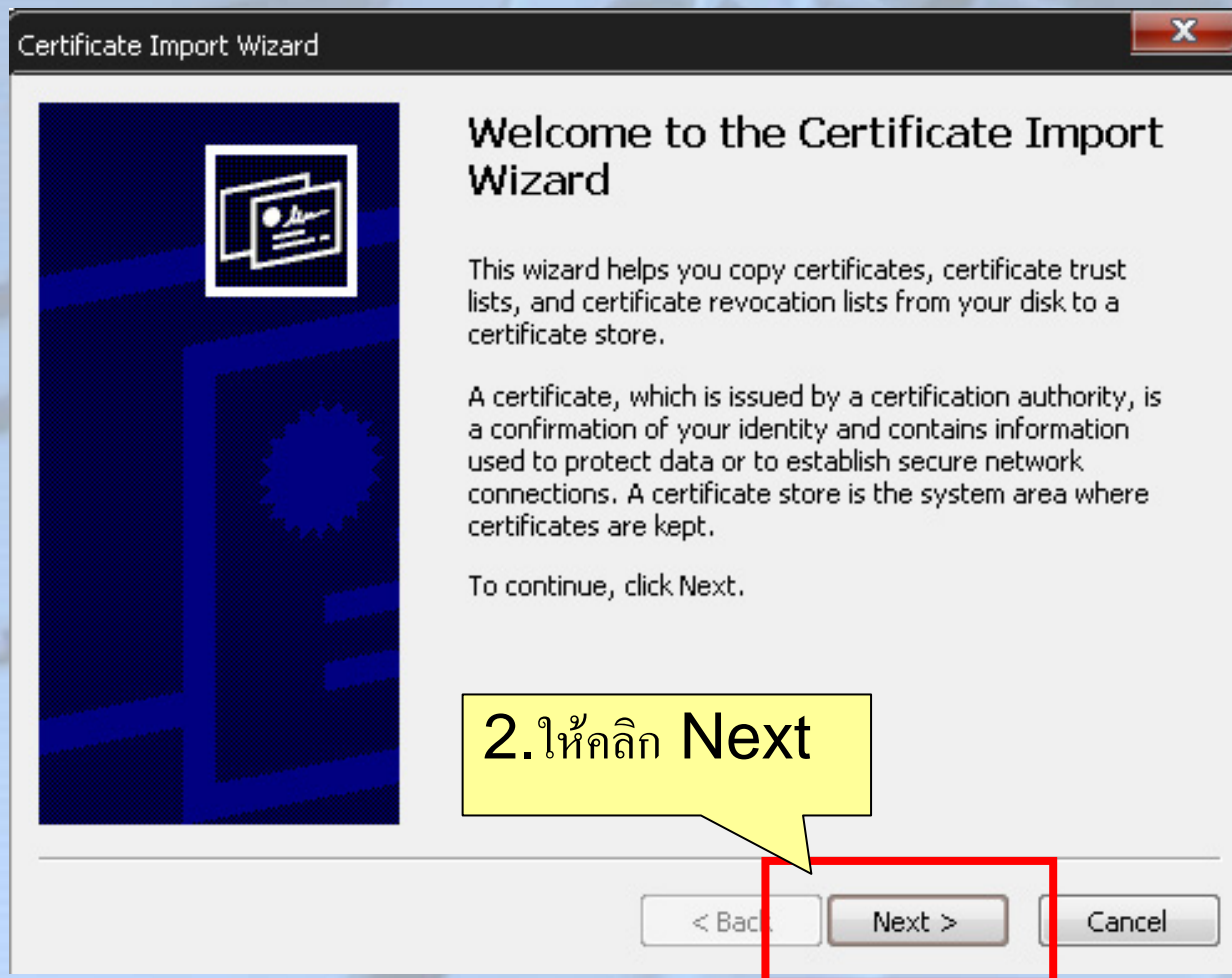 Certificate Import Wizard
Welcome to the Certificate Import
Wizard
This wizard helps you copy certificates, certificate trust
lists, and certificate revocation lists from your disk to a
certificate store.
A certificate, which is issued by a certification authority, is
a confirmation of your identity and contains information
used to protect data or to establish secure network
connections. A certificate store is the system area where
certificates are kept.
To continue, click Next.
2.ให้คลิก Next
< Back Next > Cancel